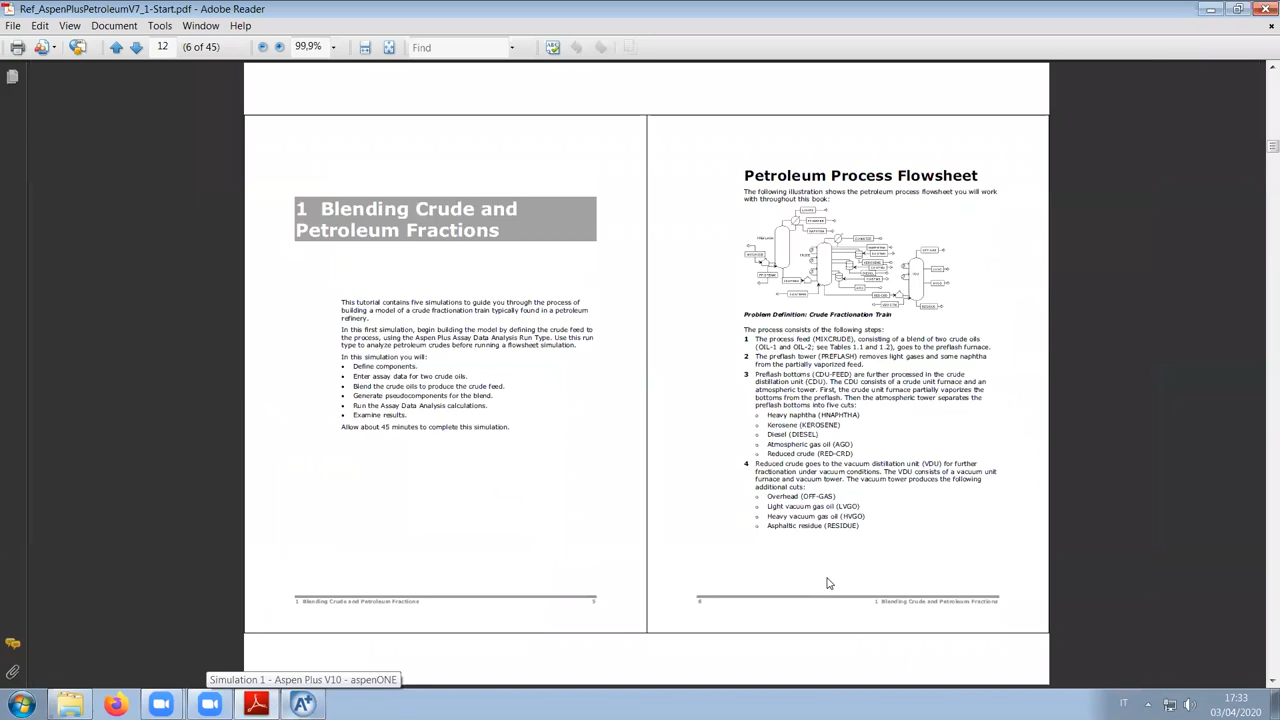 Ref_AspenPlusPetroleumV7_1-Start.pdf - Adobe Reader
File Edit View Document Tools Window Help
12 (6 of 45) 99,9% Find
1 Blending Crude and
Petroleum Fractions
This tutorial contains five simulations to guide you through the process of
building a model of a crude fractionation train typically found in a petroleum
refinery.
In this first simulation, begin building the model by defining the crude feed to
the process, using the Aspen Plus Assay Data Analysis Run Type. Use this run
type to analyze petroleum crudes before running a flowsheet simulation.
In this simulation you will:
• Define components.
• Enter assay data for two crude oils.
• Blend the crude oils to produce the crude feed.
• Generate pseudocomponents for the blend.
• Run the Assay Data Analysis calculations.
• Examine results.
Allow about 45 minutes to complete this simulation.
1 Blending Crude and Petroleum Fractions 5
Petroleum Process Flowsheet
The following illustration shows the petroleum process flowsheet you will work
with throughout this book:
Problem Definition: Crude Fractionation Train
The process consists of the following steps:
1 The process feed (MIXCRUDE), consisting of a blend of two crude oils
(OIL-1 and OIL-2; see Tables 1.1 and 1.2), goes to the preflash furnace.
2 The preflash tower (PREFLASH) removes light gases and some naphtha
from the partially vaporized feed.
3 Preflash bottoms (CDU-FEED) are further processed in the crude
distillation unit (CDU). The CDU consists of a crude unit furnace and an
atmospheric tower. First, the crude unit furnace partially vaporizes the
bottoms from the preflash. Then the atmospheric tower separates the
preflash bottoms into five cuts:
o Heavy naphtha (HNAPHTHA)
o Kerosene (KEROSENE)
o Diesel (DIESEL)
o Atmospheric gas oil (AGO)
o Reduced crude (RED-CRD)
4 Reduced crude goes to the vacuum distillation unit (VDU) for further
fractionation under vacuum conditions. The VDU consists of a vacuum unit
furnace and vacuum tower. The vacuum tower produces the following
additional cuts:
o Overhead (OFF-GAS)
o Light vacuum gas oil (LVGO)
o Heavy vacuum gas oil (HVGO)
o Asphaltic residue (RESIDUE)
6 1 Blending Crude and Petroleum Fractions
Simulation 1 - Aspen Plus V10 - aspenONE
IT
17:33
03/04/2020